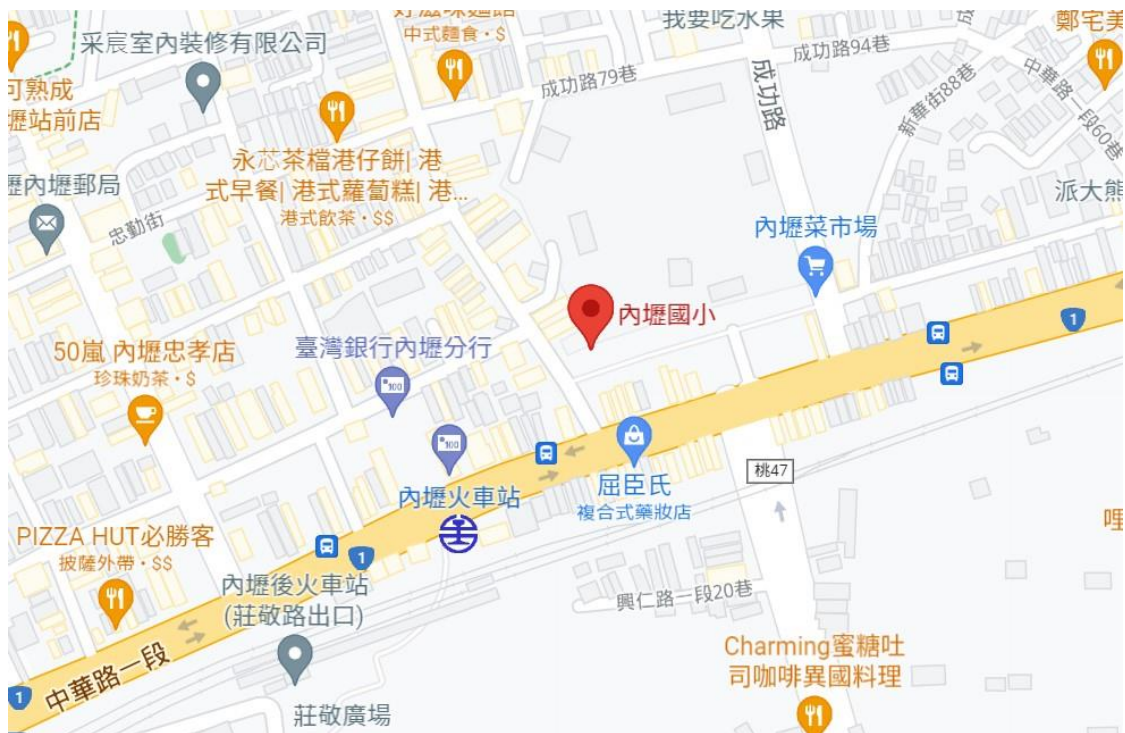 我要吃水果
鄭宅美
采宸室內裝修有限公司
中式麵食・$
成功路94巷
可熟成
壢站前店
成功路79巷
成功路
新華街88巷
中華路一段60巷
永芯茶檔港仔餅| 港
式早餐| 港式蘿蔔糕| 港...
港式飲茶・$$
壢內壢郵局
忠勤街
派大熊
內壢菜市場
內壢國小
1
50嵐 內壢忠孝店
珍珠奶茶・$
臺灣銀行內壢分行
100
100
屈臣氏
複合式藥妝店
桃47
內壢火車站
PIZZA HUT必勝客
披薩外帶・$$
1
哩
內壢後火車站
(莊敬路出口)
興仁路一段20巷
Charming蜜糖吐
司咖啡異國料理
中華路一段
1
莊敬廣場